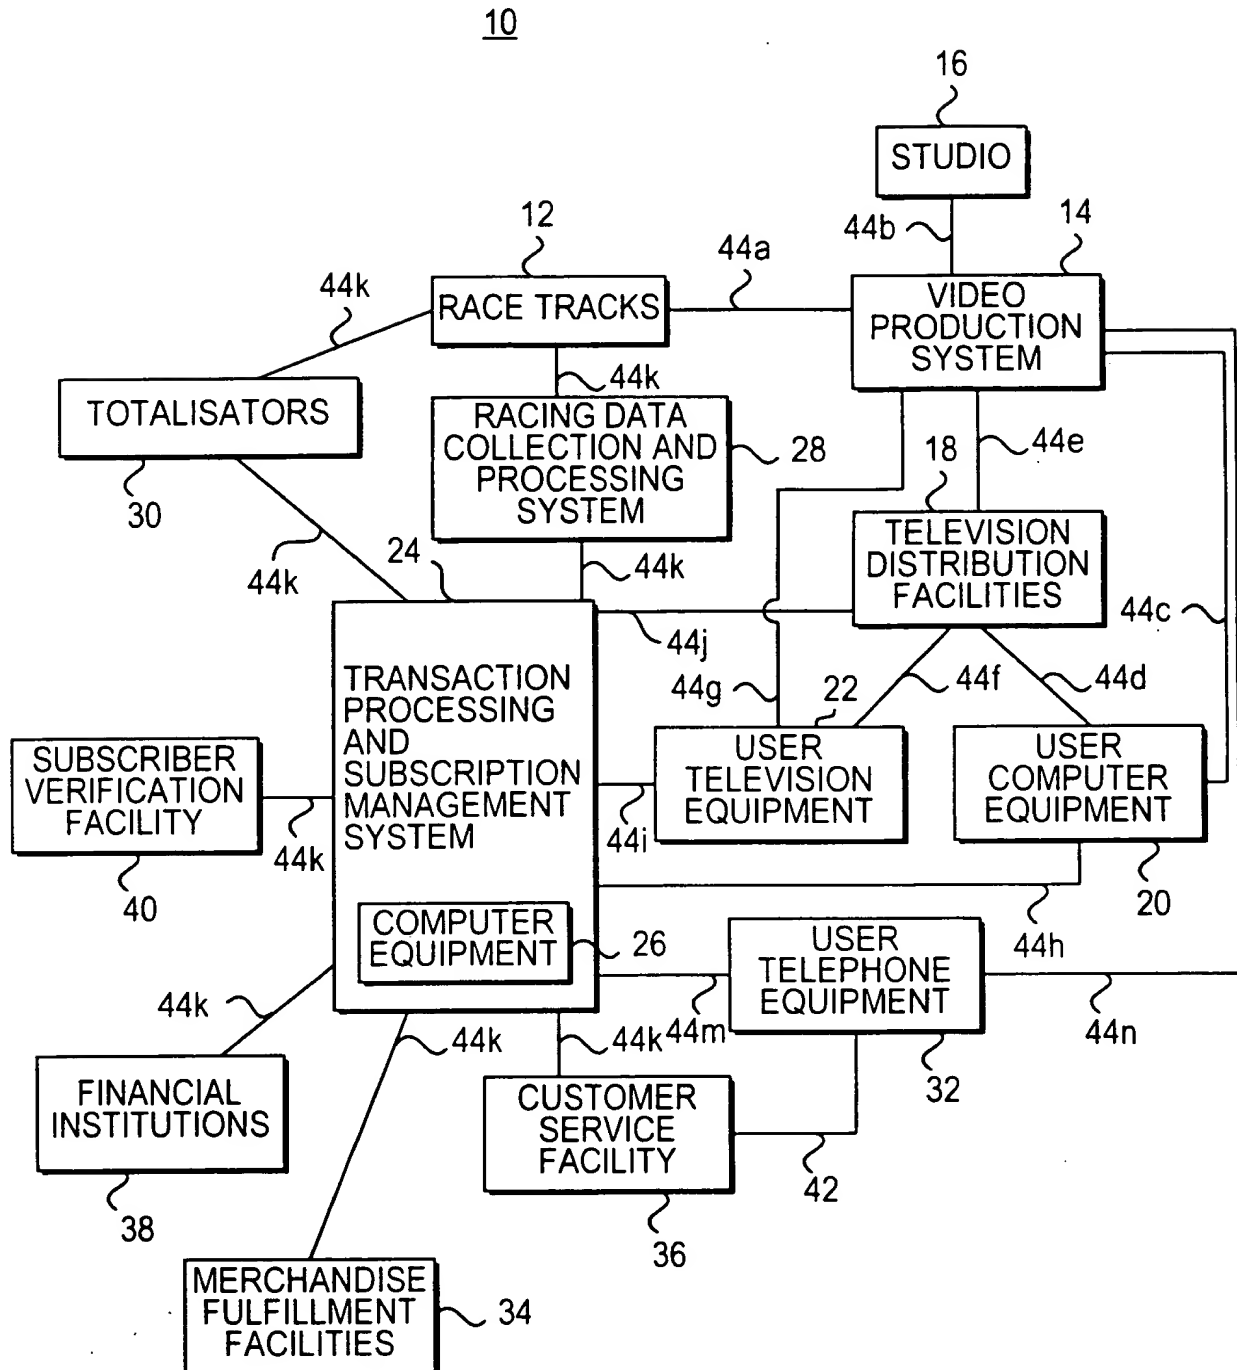 10
16
STUDIO
44b
14
12
44a
44k
RACE TRACKS
VIDEO
PRODUCTION
SYSTEM
44k
TOTALISATORS
RACING DATA
COLLECTION AND
PROCESSING
SYSTEM
28
44e
18
30
44k
24
44k
TELEVISION
DISTRIBUTION
FACILITIES
44c
44j
TRANSACTION
PROCESSING
AND
SUBSCRIPTION
MANAGEMENT
SYSTEM
44g
22
44f
44d
SUBSCRIBER
VERIFICATION
FACILITY
44k
40
USER
TELEVISION
EQUIPMENT
44i
USER
COMPUTER
EQUIPMENT
20
44h
COMPUTER
EQUIPMENT
26
USER
TELEPHONE
EQUIPMENT
44k
44k
44k
44m
32
44n
FINANCIAL
INSTITUTIONS
38
CUSTOMER
SERVICE
FACILITY
42
36
MERCHANDISE
FULFILLMENT
FACILITIES
34